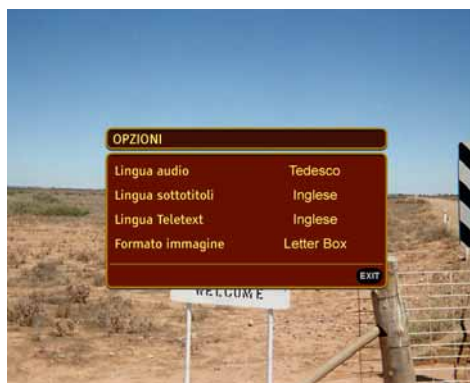 OPZIONI
Lingua audio Tedesco
Lingua sottotitoli Inglese
Lingua Teletext Inglese
Formato immagine Letter Box
EXIT
WELCOME